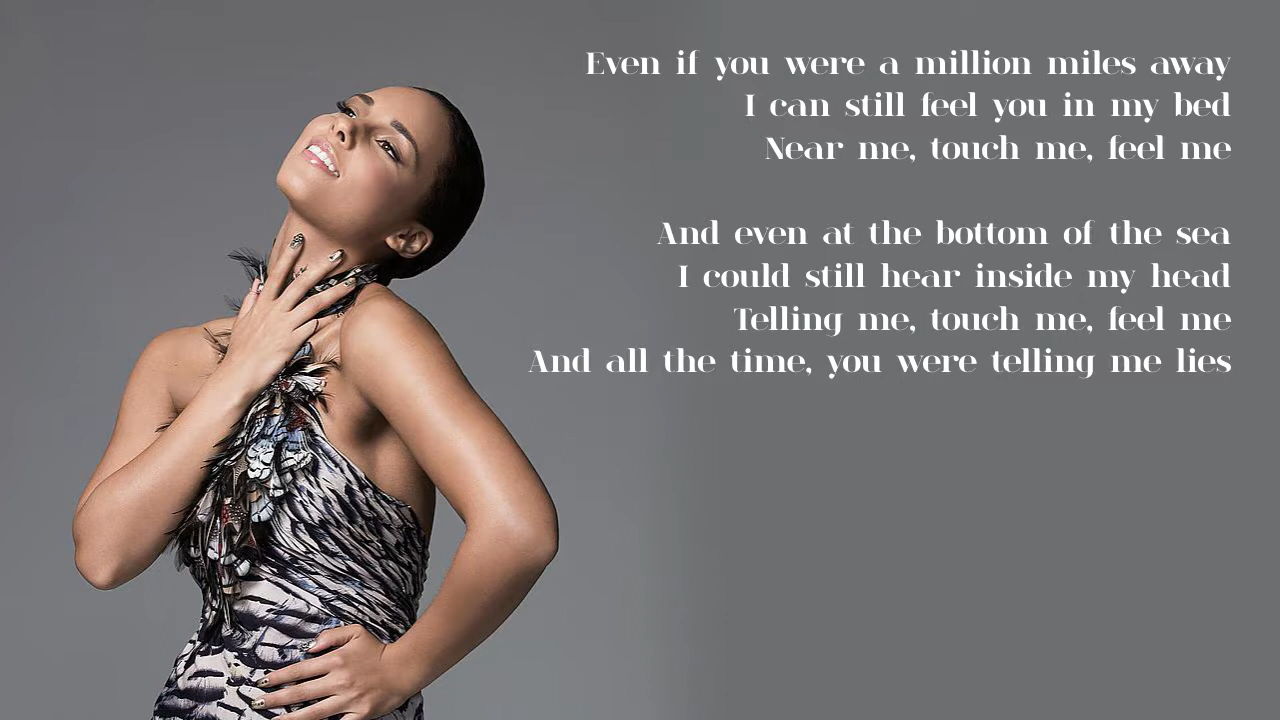 Even if you were a million miles away
I can still feel you in my bed
Near me, touch me, feel me
And even at the bottom of the sea
I could still hear inside my head
Telling me, touch me, feel me
And all the time, you were telling me lies